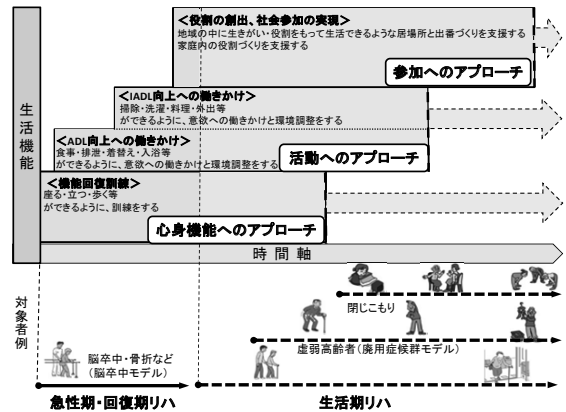 <役割の創出、社会参加の実現>
地域の中に生きがい・役割をもって生活できるような居場所と出番づくりを支援する
家庭内の役割づくりを支援する
参加へのアプローチ
<IADL向上への働きかけ>
掃除・洗濯・料理・外出等
ができるように、意欲への働きかけと環境調整をする
<ADL向上への働きかけ>
食事・排泄・着替え・入浴等
ができるように、意欲への働きかけと環境調整をする
活動へのアプローチ
<機能回復訓練>
座る・立つ・歩く等
ができるように、訓練をする
心身機能へのアプローチ
生活機能
時間軸
対象者例
閉じこもり
虚弱高齢者(廃用症候群モデル)
脳卒中・骨折など
(脳卒中モデル)
急性期・回復期リハ
生活期リハ